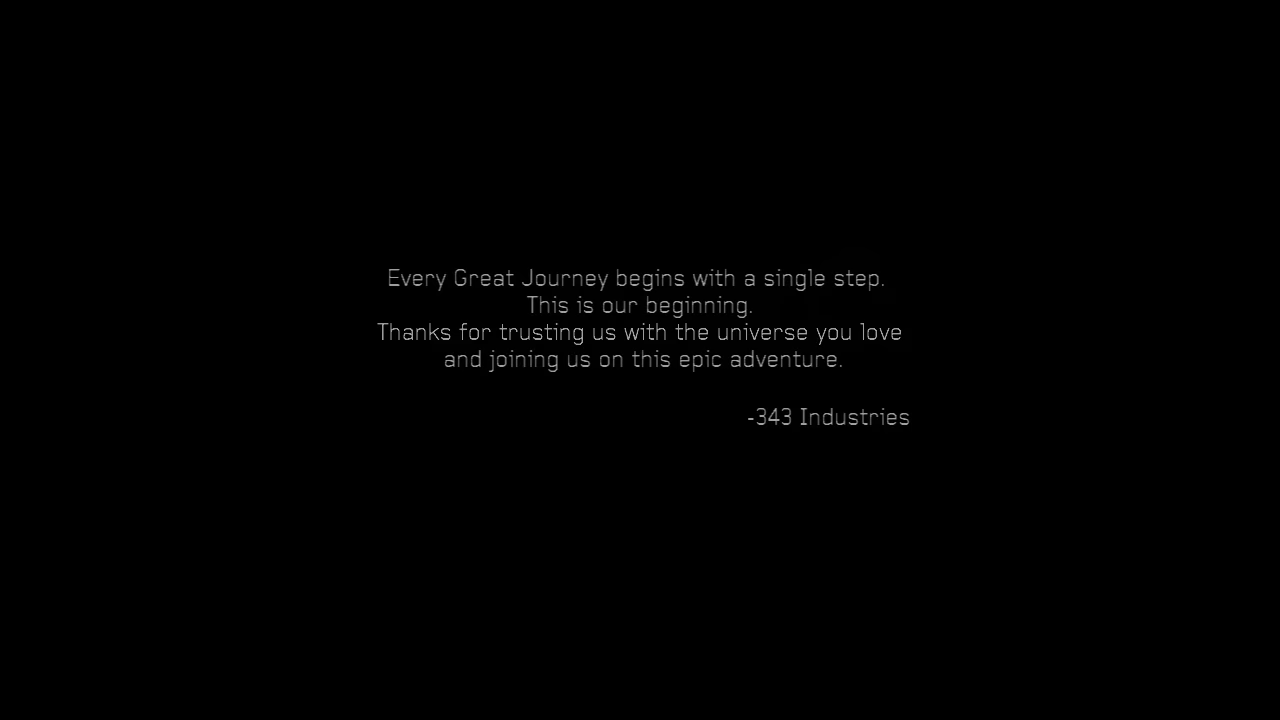 Every Great Journey begins with a single step.
This is our beginning.
Thanks for trusting us with the universe you love
and joining us on this epic adventure.
-343 Industries